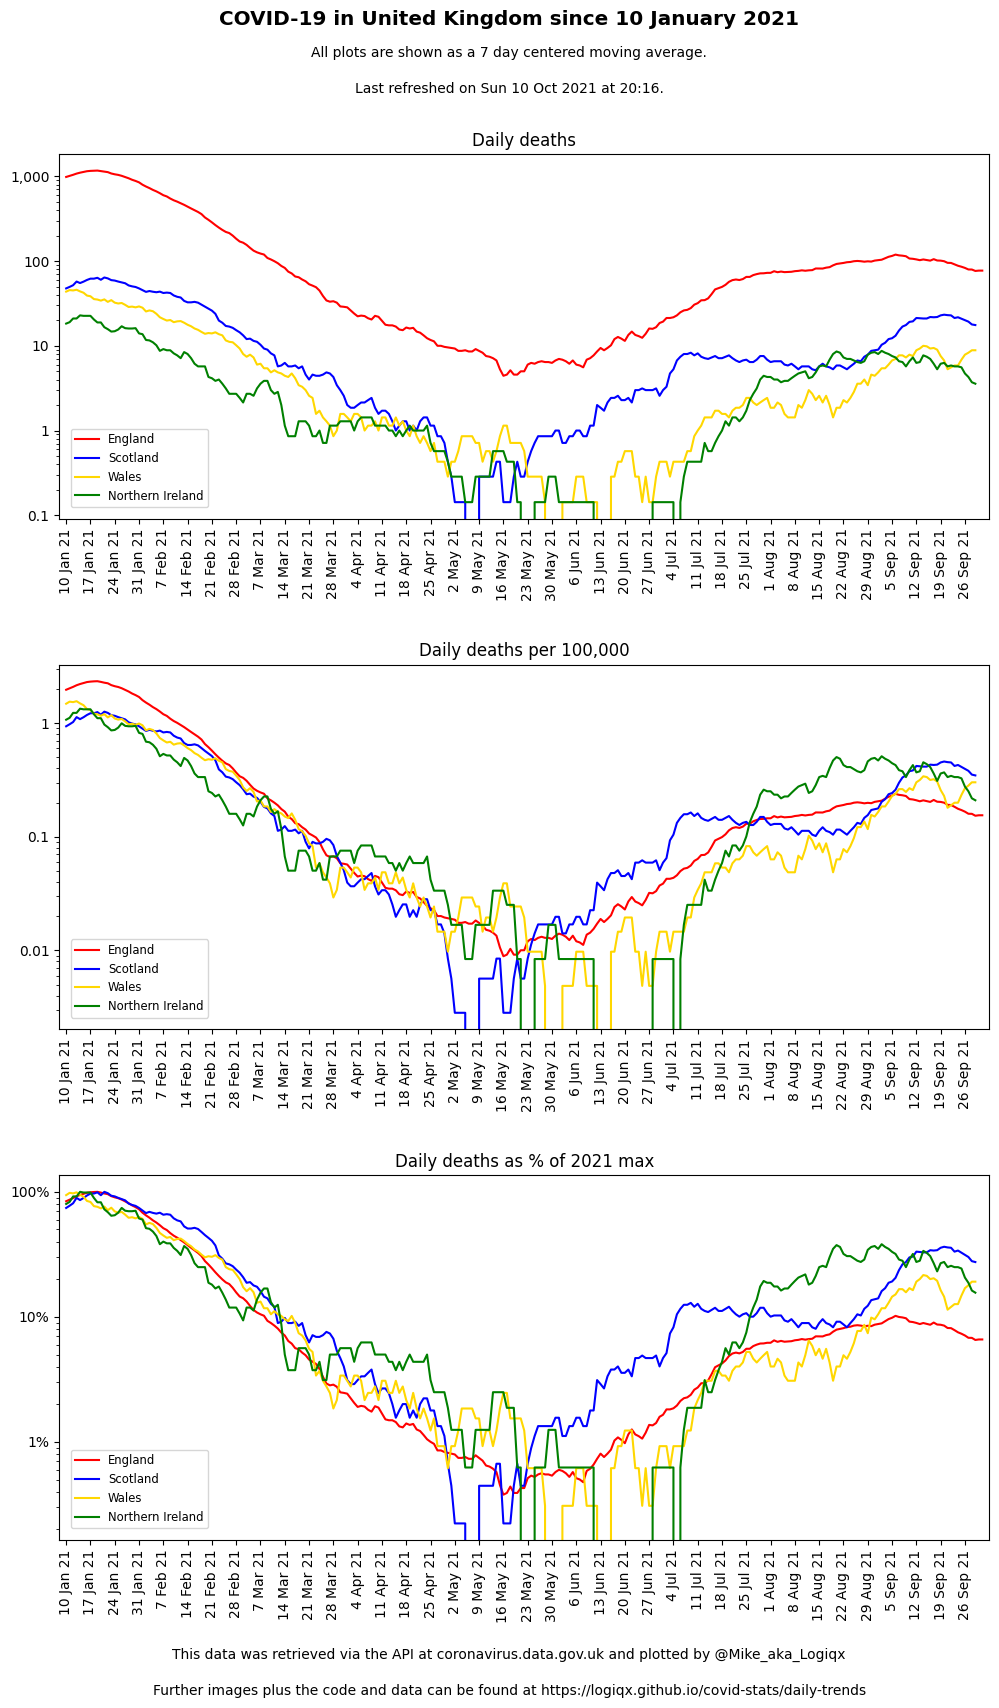 COVID-19 in United Kingdom since 10 January 2021
All plots are shown as a 7 day centered moving average.
Last refreshed on Sun 10 Oct 2021 at 20:16.
Daily deaths
1,000
100
10
1
0.1
England
Scotland
Wales
Northern Ireland
10 Jan 21
17 Jan 21
24 Jan 21
31 Jan 21
7 Feb 21
14 Feb 21
21 Feb 21
28 Feb 21
7 Mar 21
14 Mar 21
21 Mar 21
28 Mar 21
4 Apr 21
11 Apr 21
18 Apr 21
25 Apr 21
2 May 21
9 May 21
16 May 21
23 May 21
30 May 21
6 Jun 21
13 Jun 21
20 Jun 21
27 Jun 21
4 Jul 21
11 Jul 21
18 Jul 21
25 Jul 21
1 Aug 21
8 Aug 21
15 Aug 21
22 Aug 21
29 Aug 21
5 Sep 21
12 Sep 21
19 Sep 21
26 Sep 21
Daily deaths per 100,000
1
0.1
0.01
England
Scotland
Wales
Northern Ireland
10 Jan 21
17 Jan 21
24 Jan 21
31 Jan 21
7 Feb 21
14 Feb 21
21 Feb 21
28 Feb 21
7 Mar 21
14 Mar 21
21 Mar 21
28 Mar 21
4 Apr 21
11 Apr 21
18 Apr 21
25 Apr 21
2 May 21
9 May 21
16 May 21
23 May 21
30 May 21
6 Jun 21
13 Jun 21
20 Jun 21
27 Jun 21
4 Jul 21
11 Jul 21
18 Jul 21
25 Jul 21
1 Aug 21
8 Aug 21
15 Aug 21
22 Aug 21
29 Aug 21
5 Sep 21
12 Sep 21
19 Sep 21
26 Sep 21
Daily deaths as % of 2021 max
100%
10%
1%
England
Scotland
Wales
Northern Ireland
10 Jan 21
17 Jan 21
24 Jan 21
31 Jan 21
7 Feb 21
14 Feb 21
21 Feb 21
28 Feb 21
7 Mar 21
14 Mar 21
21 Mar 21
28 Mar 21
4 Apr 21
11 Apr 21
18 Apr 21
25 Apr 21
2 May 21
9 May 21
16 May 21
23 May 21
30 May 21
6 Jun 21
13 Jun 21
20 Jun 21
27 Jun 21
4 Jul 21
11 Jul 21
18 Jul 21
25 Jul 21
1 Aug 21
8 Aug 21
15 Aug 21
22 Aug 21
29 Aug 21
5 Sep 21
12 Sep 21
19 Sep 21
26 Sep 21
This data was retrieved via the API at coronavirus.data.gov.uk and plotted by @Mike_aka_Logiqx
Further images plus the code and data can be found at https://logiqx.github.io/covid-stats/daily-trends